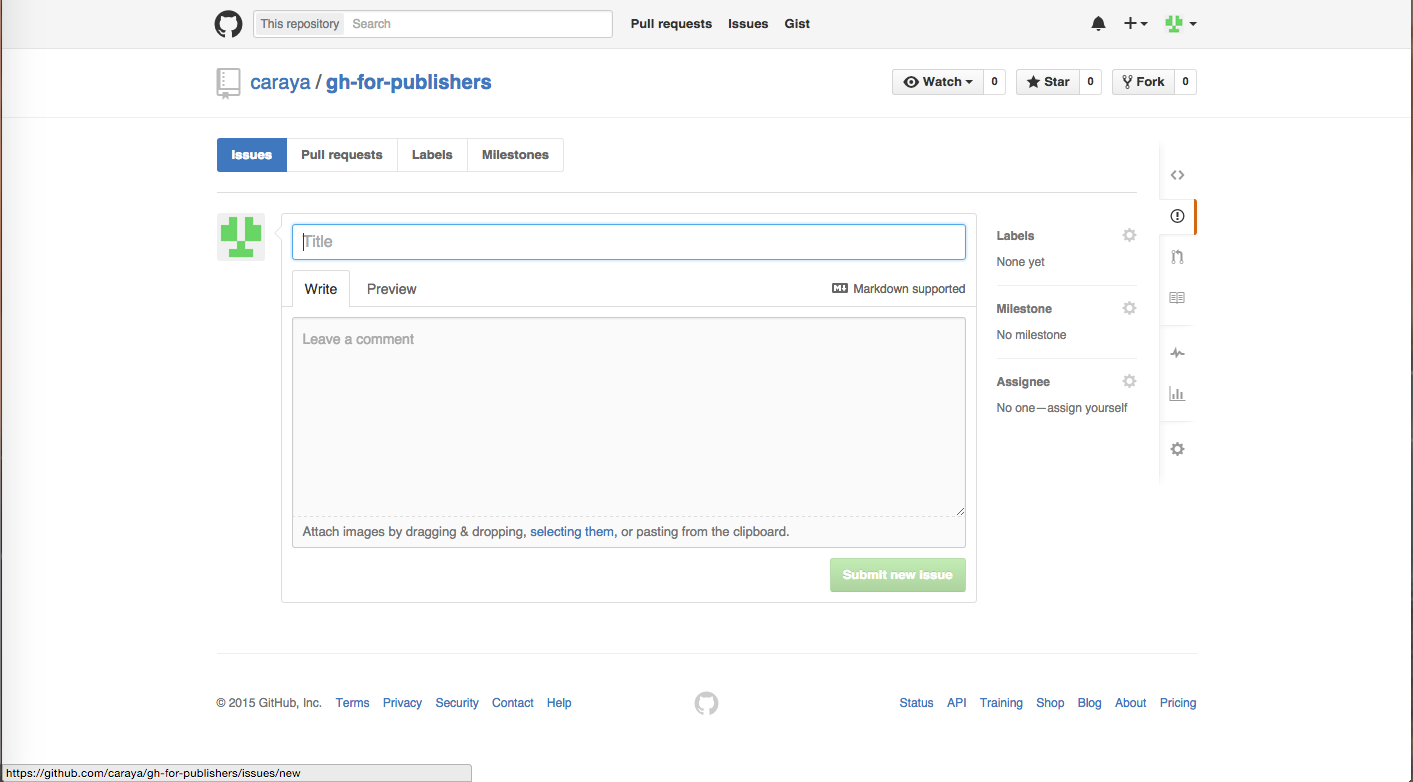 This repository Search Pull requests Issues Gist
caraya / gh-for-publishers Watch 0 Star 0 Fork 0
Issues Pull requests Labels Milestones
Title
Labels
None yet
Write Preview Markdown supported
Milestone
No milestone
Leave a comment
Assignee
No one—assign yourself
Attach images by dragging & dropping, selecting them, or pasting from the clipboard.
Submit new issue
© 2015 GitHub, Inc. Terms Privacy Security Contact Help Status API Training Shop Blog About Pricing
https://github.com/caraya/gh-for-publishers/issues/new